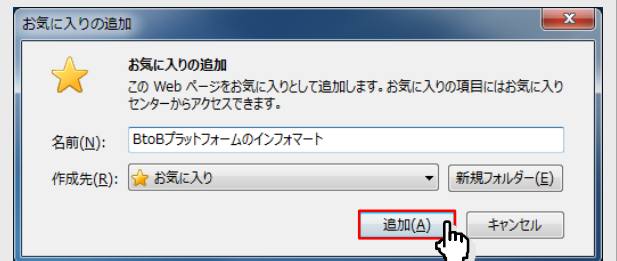 お気に入りの追加
お気に入りの追加
この Web ページをお気に入りとして追加します。お気に入りの項目にはお気に入り
センターからアクセスできます。
名前(N): BtoBプラットフォームのインフォマート
作成先(R): お気に入り 新規フォルダー(E)
追加(A) キャンセル